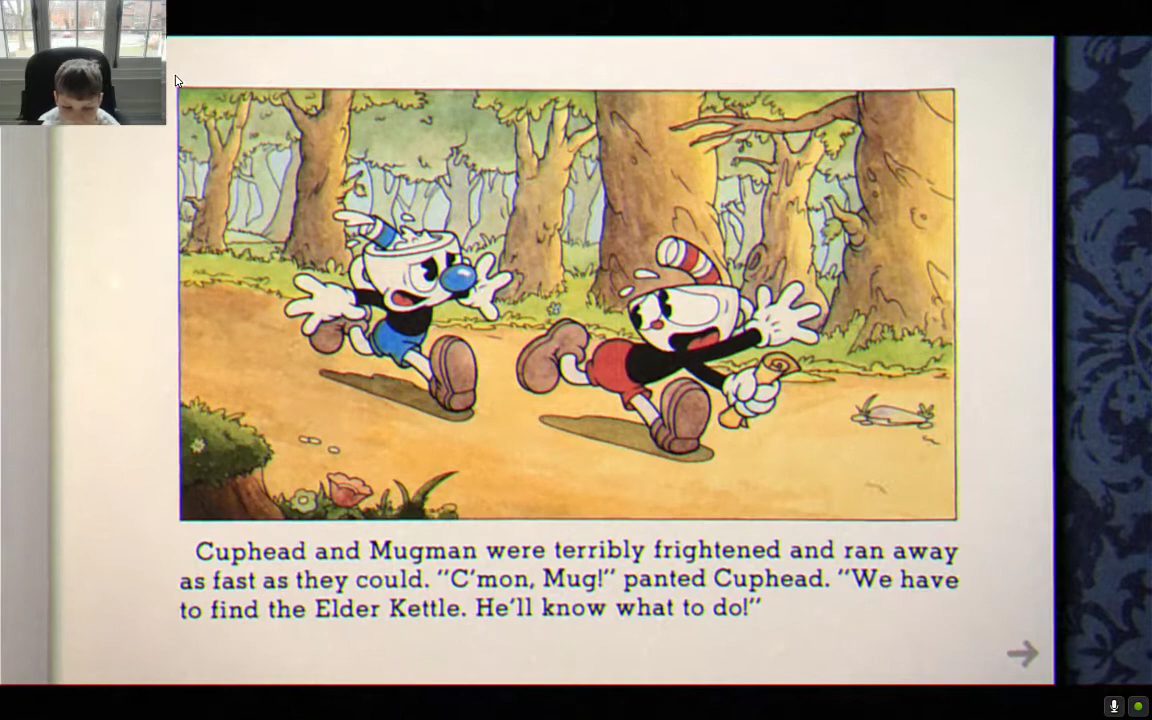 Cuphead and Mugman were terribly frightened and ran away
as fast as they could. "C'mon, Mug!" panted Cuphead. "We have
to find the Elder Kettle. He'll know what to do!"